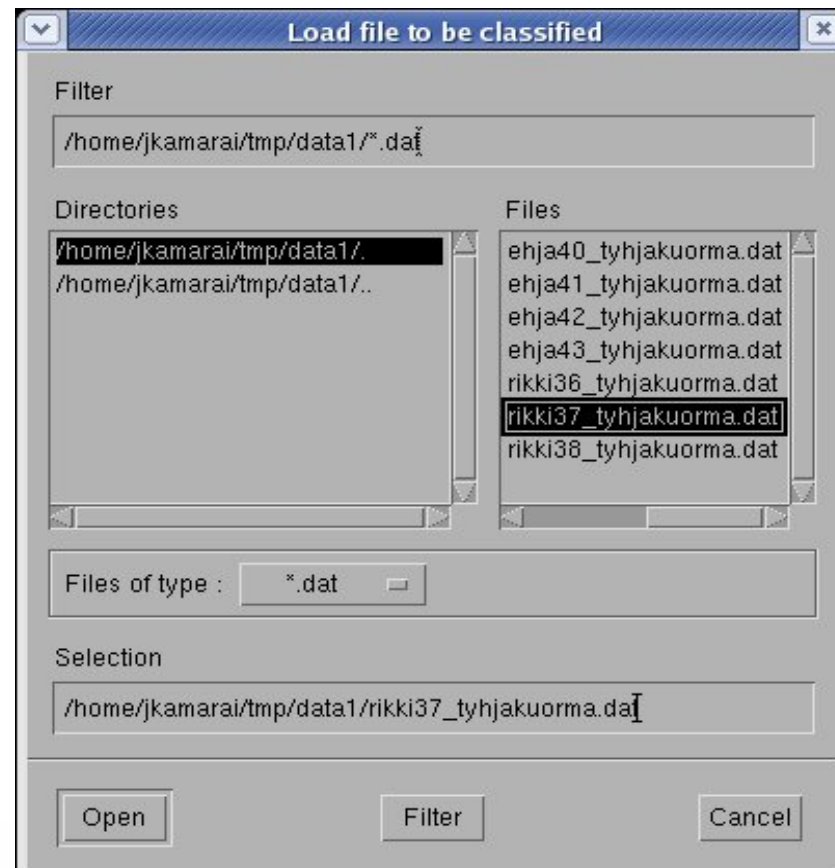 Load file to be classified
Filter
/home/jkamarai/tmp/data1/*.dat
Directories
/home/jkamarai/tmp/data1/.
/home/jkamarai/tmp/data1/..
Files
ehja40_tyhjakuorma.dat
ehja41_tyhjakuorma.dat
ehja42_tyhjakuorma.dat
ehja43_tyhjakuorma.dat
rikki36_tyhjakuorma.dat
rikki37_tyhjakuorma.dat
rikki38_tyhjakuorma.dat
Files of type : *.dat
Selection
/home/jkamarai/tmp/data1/rikki37_tyhjakuorma.dat
Open Filter Cancel